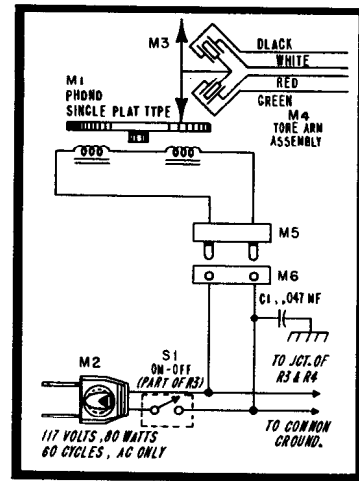 M3
BLACK
WHITE
RED
GREEN
M4
TONE ARM
ASSEMBLY
M1
PHONO
SINGLE PLAT TYPE
M5
M6
C1, .047 MF
M2
S1
ON-OFF
(PART OF R3)
TO JCT. OF
R3 & R4
TO COMMON
GROUND.
117 VOLTS, 80 WATTS
60 CYCLES, AC ONLY